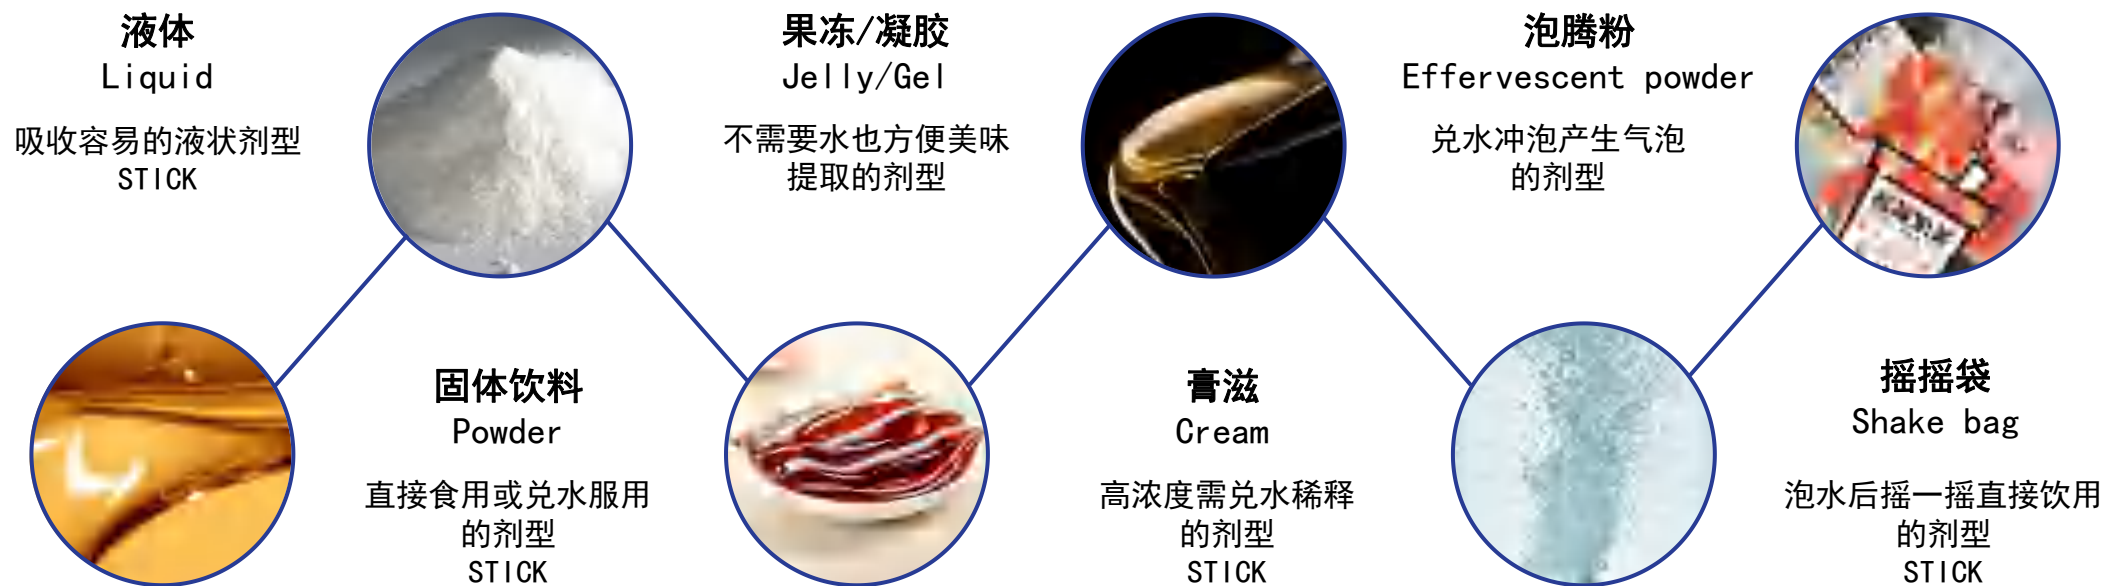 液体
Liquid
吸收容易的液状剂型
STICK
固体饮料
Powder
直接食用或兑水服用
的剂型
STICK
果冻/凝胶
Jelly/Gel
不需要水也方便美味
提取的剂型
膏滋
Cream
高浓度需兑水稀释
的剂型
STICK
泡腾粉
Effervescent powder
兑水冲泡产生气泡
的剂型
摇摇袋
Shake bag
泡水后摇一摇直接饮用
的剂型
STICK